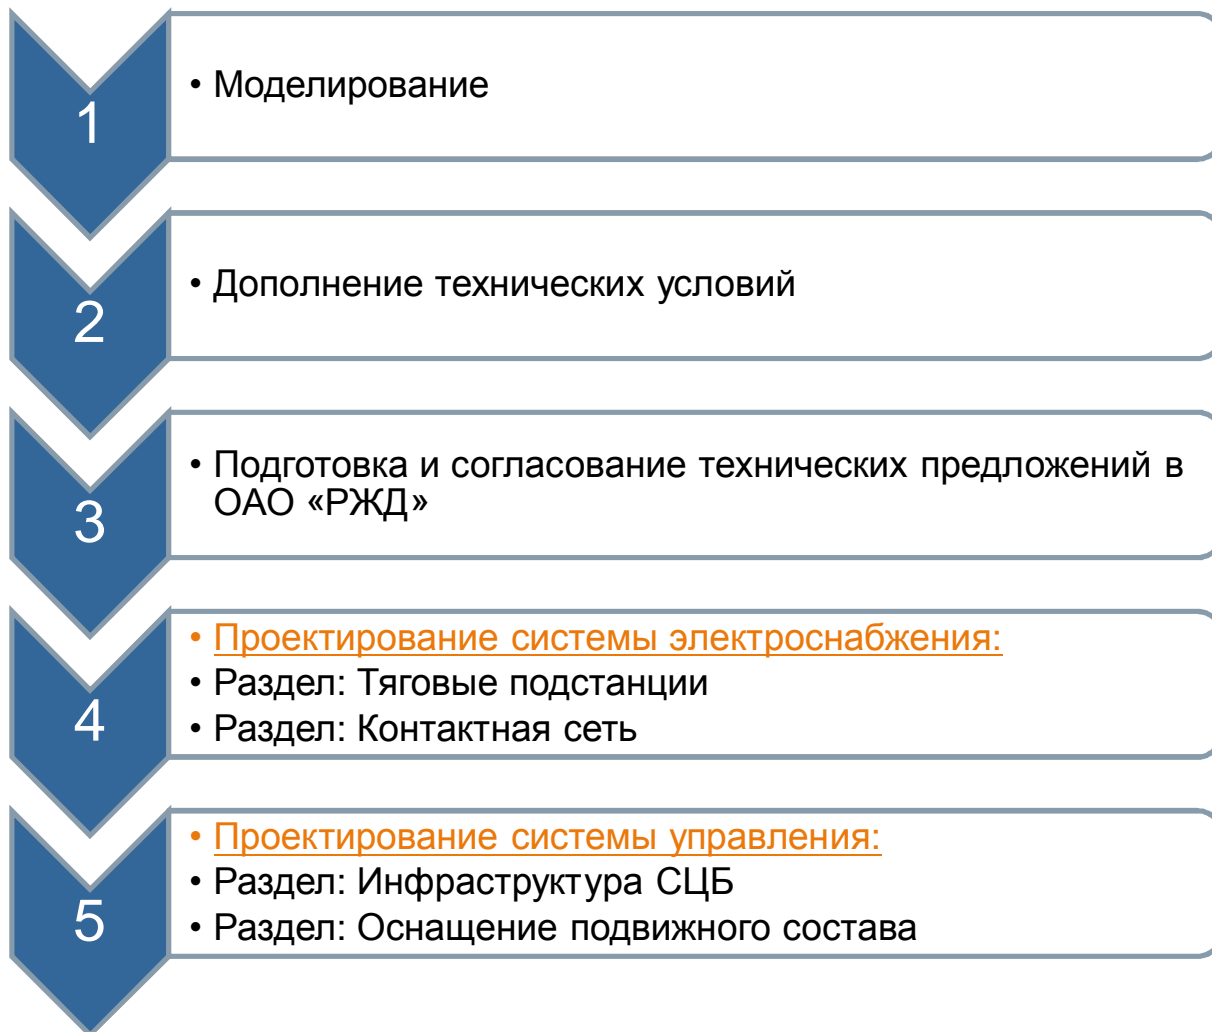 1
• Моделирование
2
• Дополнение технических условий
3
• Подготовка и согласование технических предложений в
ОАО «РЖД»
4
• Проектирование системы электроснабжения:
• Раздел: Тяговые подстанции
• Раздел: Контактная сеть
5
• Проектирование системы управления:
• Раздел: Инфраструктура СЦБ
• Раздел: Оснащение подвижного состава